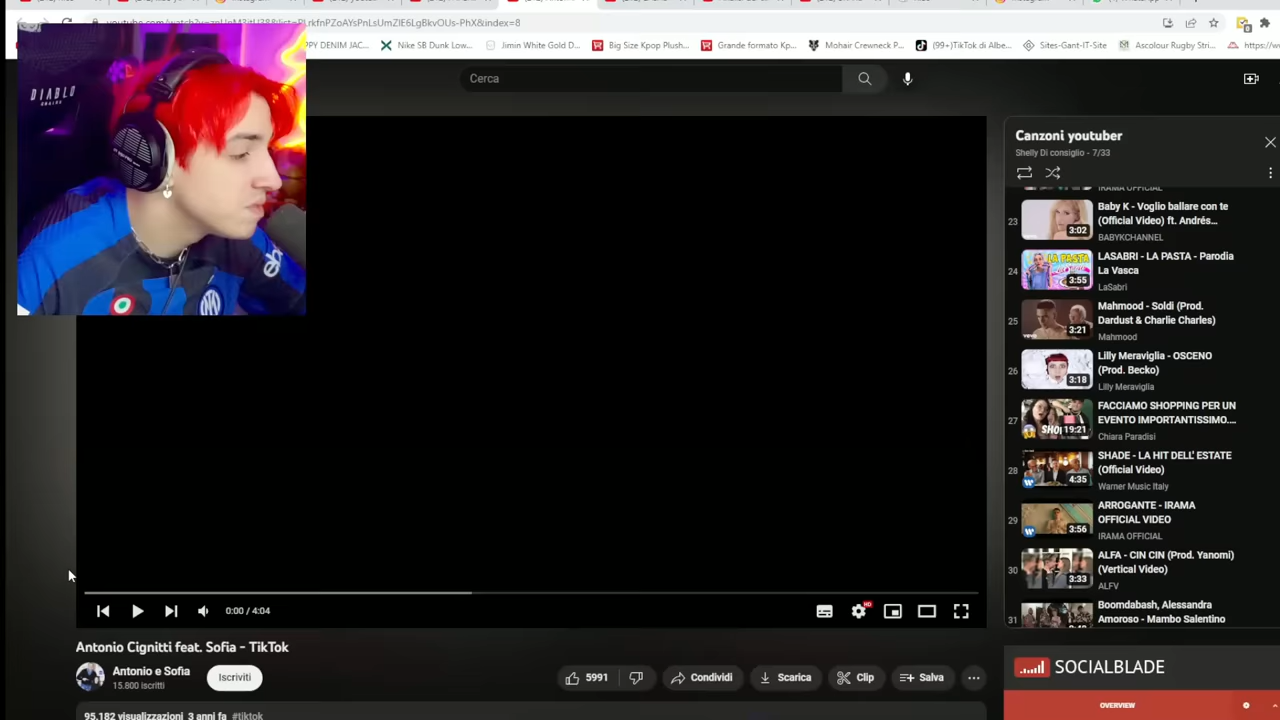 HAPPY DENIM JAC...
Nike SB Dunk Low...
Jimin White Gold D...
Big Size Kpop Plush...
Grande formato Kp...
Mohair Crewneck P...
(99+)TikTok di Albe...
Sites-Gant-IT-Site
Ascolour Rugby Stri...
Cerca
DIABLO
Canzoni youtuber
Shelly Di consiglio - 7/33
IRAMA OFFICIAL
23
3:02
Baby K - Voglio ballare con te
(Official Video) ft. Andrés...
BABYKCHANNEL
24
LA PASTA
3:55
LASABRI - LA PASTA - Parodia
La Vasca
LaSabri
25
3:21
Mahmood - Soldi (Prod.
Dardust & Charlie Charles)
Mahmood
26
3:18
Lilly Meraviglia - OSCENO
(Prod. Becko)
Lilly Meraviglia
27
19:21
FACCIAMO SHOPPING PER UN
EVENTO IMPORTANTISSIMO....
Chiara Paradisi
28
4:35
SHADE - LA HIT DELL' ESTATE
(Official Video)
Warner Music Italy
29
3:56
ARROGANTE - IRAMA
OFFICIAL VIDEO
IRAMA OFFICIAL
30
3:33
ALFA - CIN CIN (Prod. Yanomi)
(Vertical Video)
ALFV
31
Boomdabash, Alessandra
Amoroso - Mambo Salentino
0:00 / 4:04
HD
Antonio Cignitti feat. Sofia - TikTok
Antonio e Sofia
15.800 iscritti
Iscriviti
5991
Condividi
Scarica
Clip
Salva
95.182 visualizzazioni 3 anni fa #tiktok
SOCIALBLADE
OVERVIEW